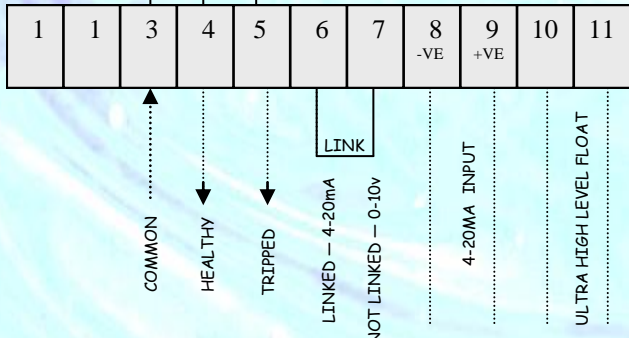 1 1 3 4 5 6 7 8 9 10 11
-VE +VE
LINK
COMMON
HEALTHY
TRIPPED
LINKED – 4-20mA
NOT LINKED – 0-10v
4-20MA INPUT
ULTRA HIGH LEVEL FLOAT